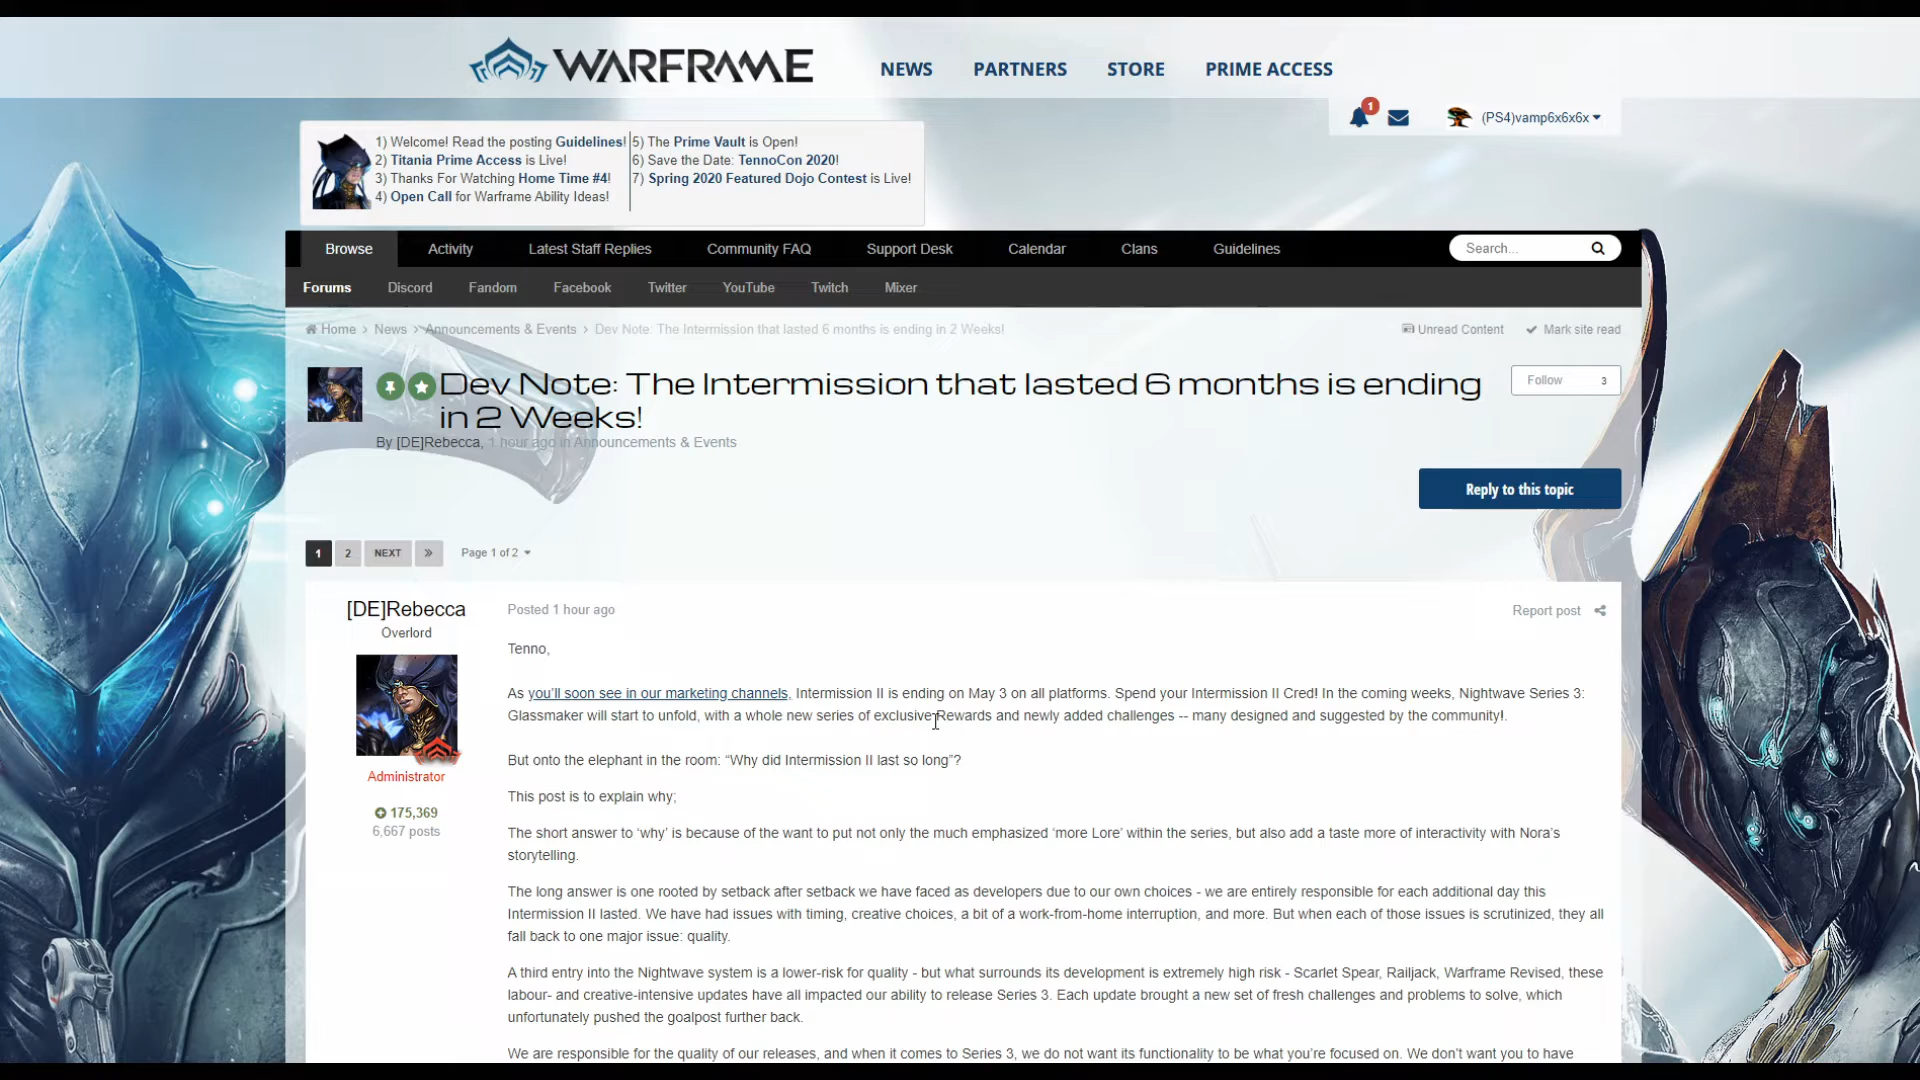 WARFRAME
NEWS PARTNERS STORE PRIME ACCESS
1
(PS4)vamp6x6x6x
1) Welcome! Read the posting Guidelines!
2) Titania Prime Access is Live!
3) Thanks For Watching Home Time #4!
4) Open Call for Warframe Ability Ideas!
5) The Prime Vault is Open!
6) Save the Date: TennoCon 2020!
7) Spring 2020 Featured Dojo Contest is Live!
Browse Activity Latest Staff Replies Community FAQ Support Desk Calendar Clans Guidelines Search...
Forums Discord Fandom Facebook Twitter YouTube Twitch Mixer
Home > News > Announcements & Events > Dev Note: The Intermission that lasted 6 months is ending in 2 Weeks!
Unread Content Mark site read
Dev Note: The Intermission that lasted 6 months is ending
in 2 Weeks!
Follow 3
By [DE]Rebecca, 1 hour ago in Announcements & Events
Reply to this topic
1 2 NEXT » Page 1 of 2
[DE]Rebecca
Overlord
Administrator
175,369
6,667 posts
Posted 1 hour ago
Report post
Tenno,
As you'll soon see in our marketing channels, Intermission II is ending on May 3 on all platforms. Spend your Intermission II Cred! In the coming weeks, Nightwave Series 3:
Glassmaker will start to unfold, with a whole new series of exclusive Rewards and newly added challenges -- many designed and suggested by the community!.
But onto the elephant in the room: “Why did Intermission II last so long”?
This post is to explain why;
The short answer to ‘why’ is because of the want to put not only the much emphasized ‘more Lore’ within the series, but also add a taste more of interactivity with Nora’s
storytelling.
The long answer is one rooted by setback after setback we have faced as developers due to our own choices - we are entirely responsible for each additional day this
Intermission II lasted. We have had issues with timing, creative choices, a bit of a work-from-home interruption, and more. But when each of those issues is scrutinized, they all
fall back to one major issue: quality.
A third entry into the Nightwave system is a lower-risk for quality - but what surrounds its development is extremely high risk - Scarlet Spear, Railjack, Warframe Revised, these
labour- and creative-intensive updates have all impacted our ability to release Series 3. Each update brought a new set of fresh challenges and problems to solve, which
unfortunately pushed the goalpost further back.
We are responsible for the quality of our releases, and when it comes to Series 3, we do not want its functionality to be what you're focused on. We don't want you to have